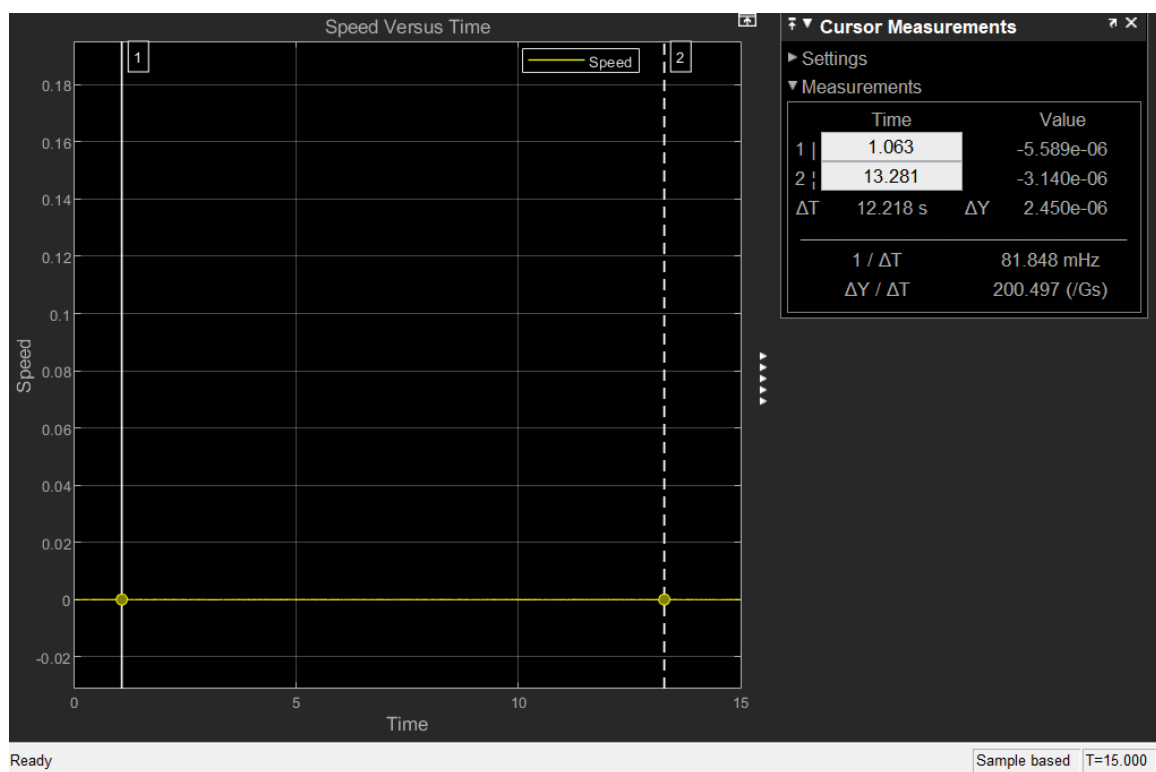 Speed Versus Time
1
2
Speed
0.18
0.16
0.14
0.12
0.1
0.08
0.06
0.04
0.02
0
-0.02
Speed
0 5 10 15
Time
Cursor Measurements
Settings
Measurements
Time Value
1 | 1.063 -5.589e-06
2 ¦ 13.281 -3.140e-06
ΔT 12.218 s ΔY 2.450e-06
1 / ΔT 81.848 mHz
ΔY / ΔT 200.497 (/Gs)
Ready Sample based T=15.000